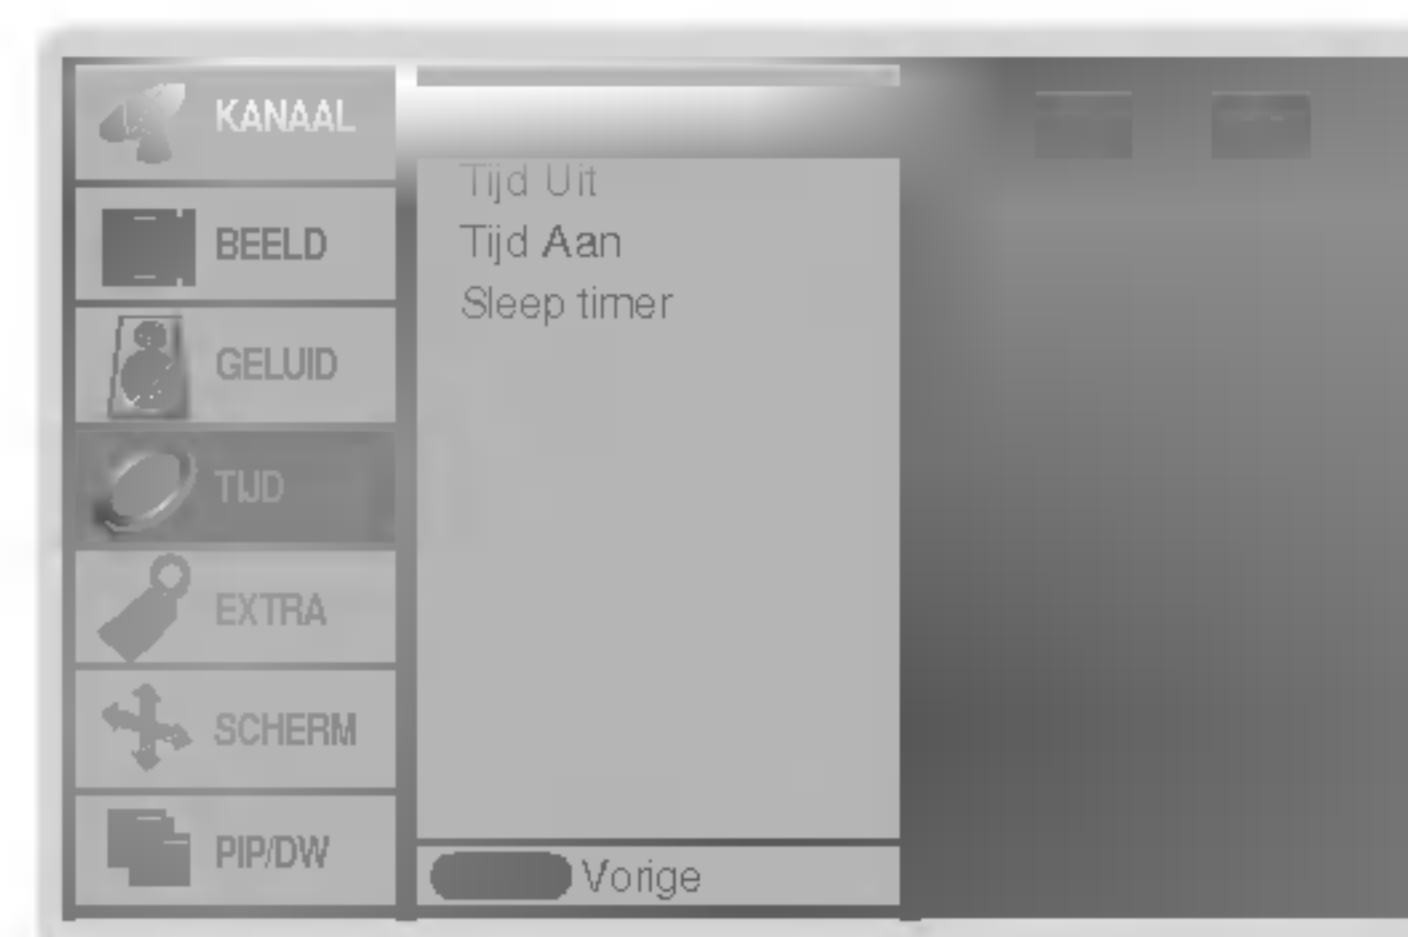 KANAAL
BEELD
GELUID
TIJD
EXTRA
SCHERM
PIP/DW
Tijd Uit
Tijd Aan
Sleep timer
Vorige